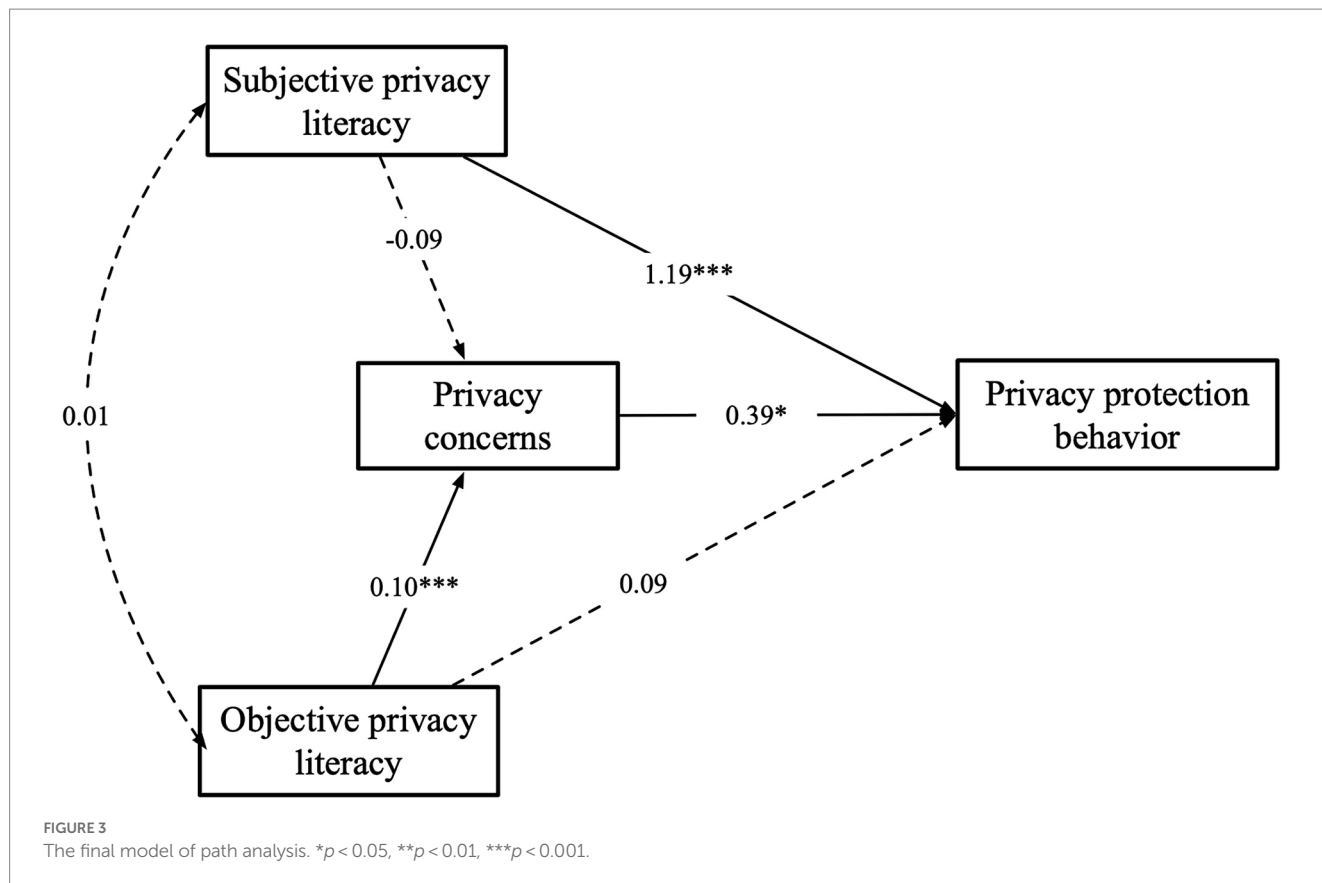 Subjective privacy
literacy
-0.09
1.19***
0.01
Privacy
concerns
0.39*
Privacy protection
behavior
0.10***
0.09
Objective privacy
literacy
FIGURE 3
The final model of path analysis. *p < 0.05, **p < 0.01, ***p < 0.001.